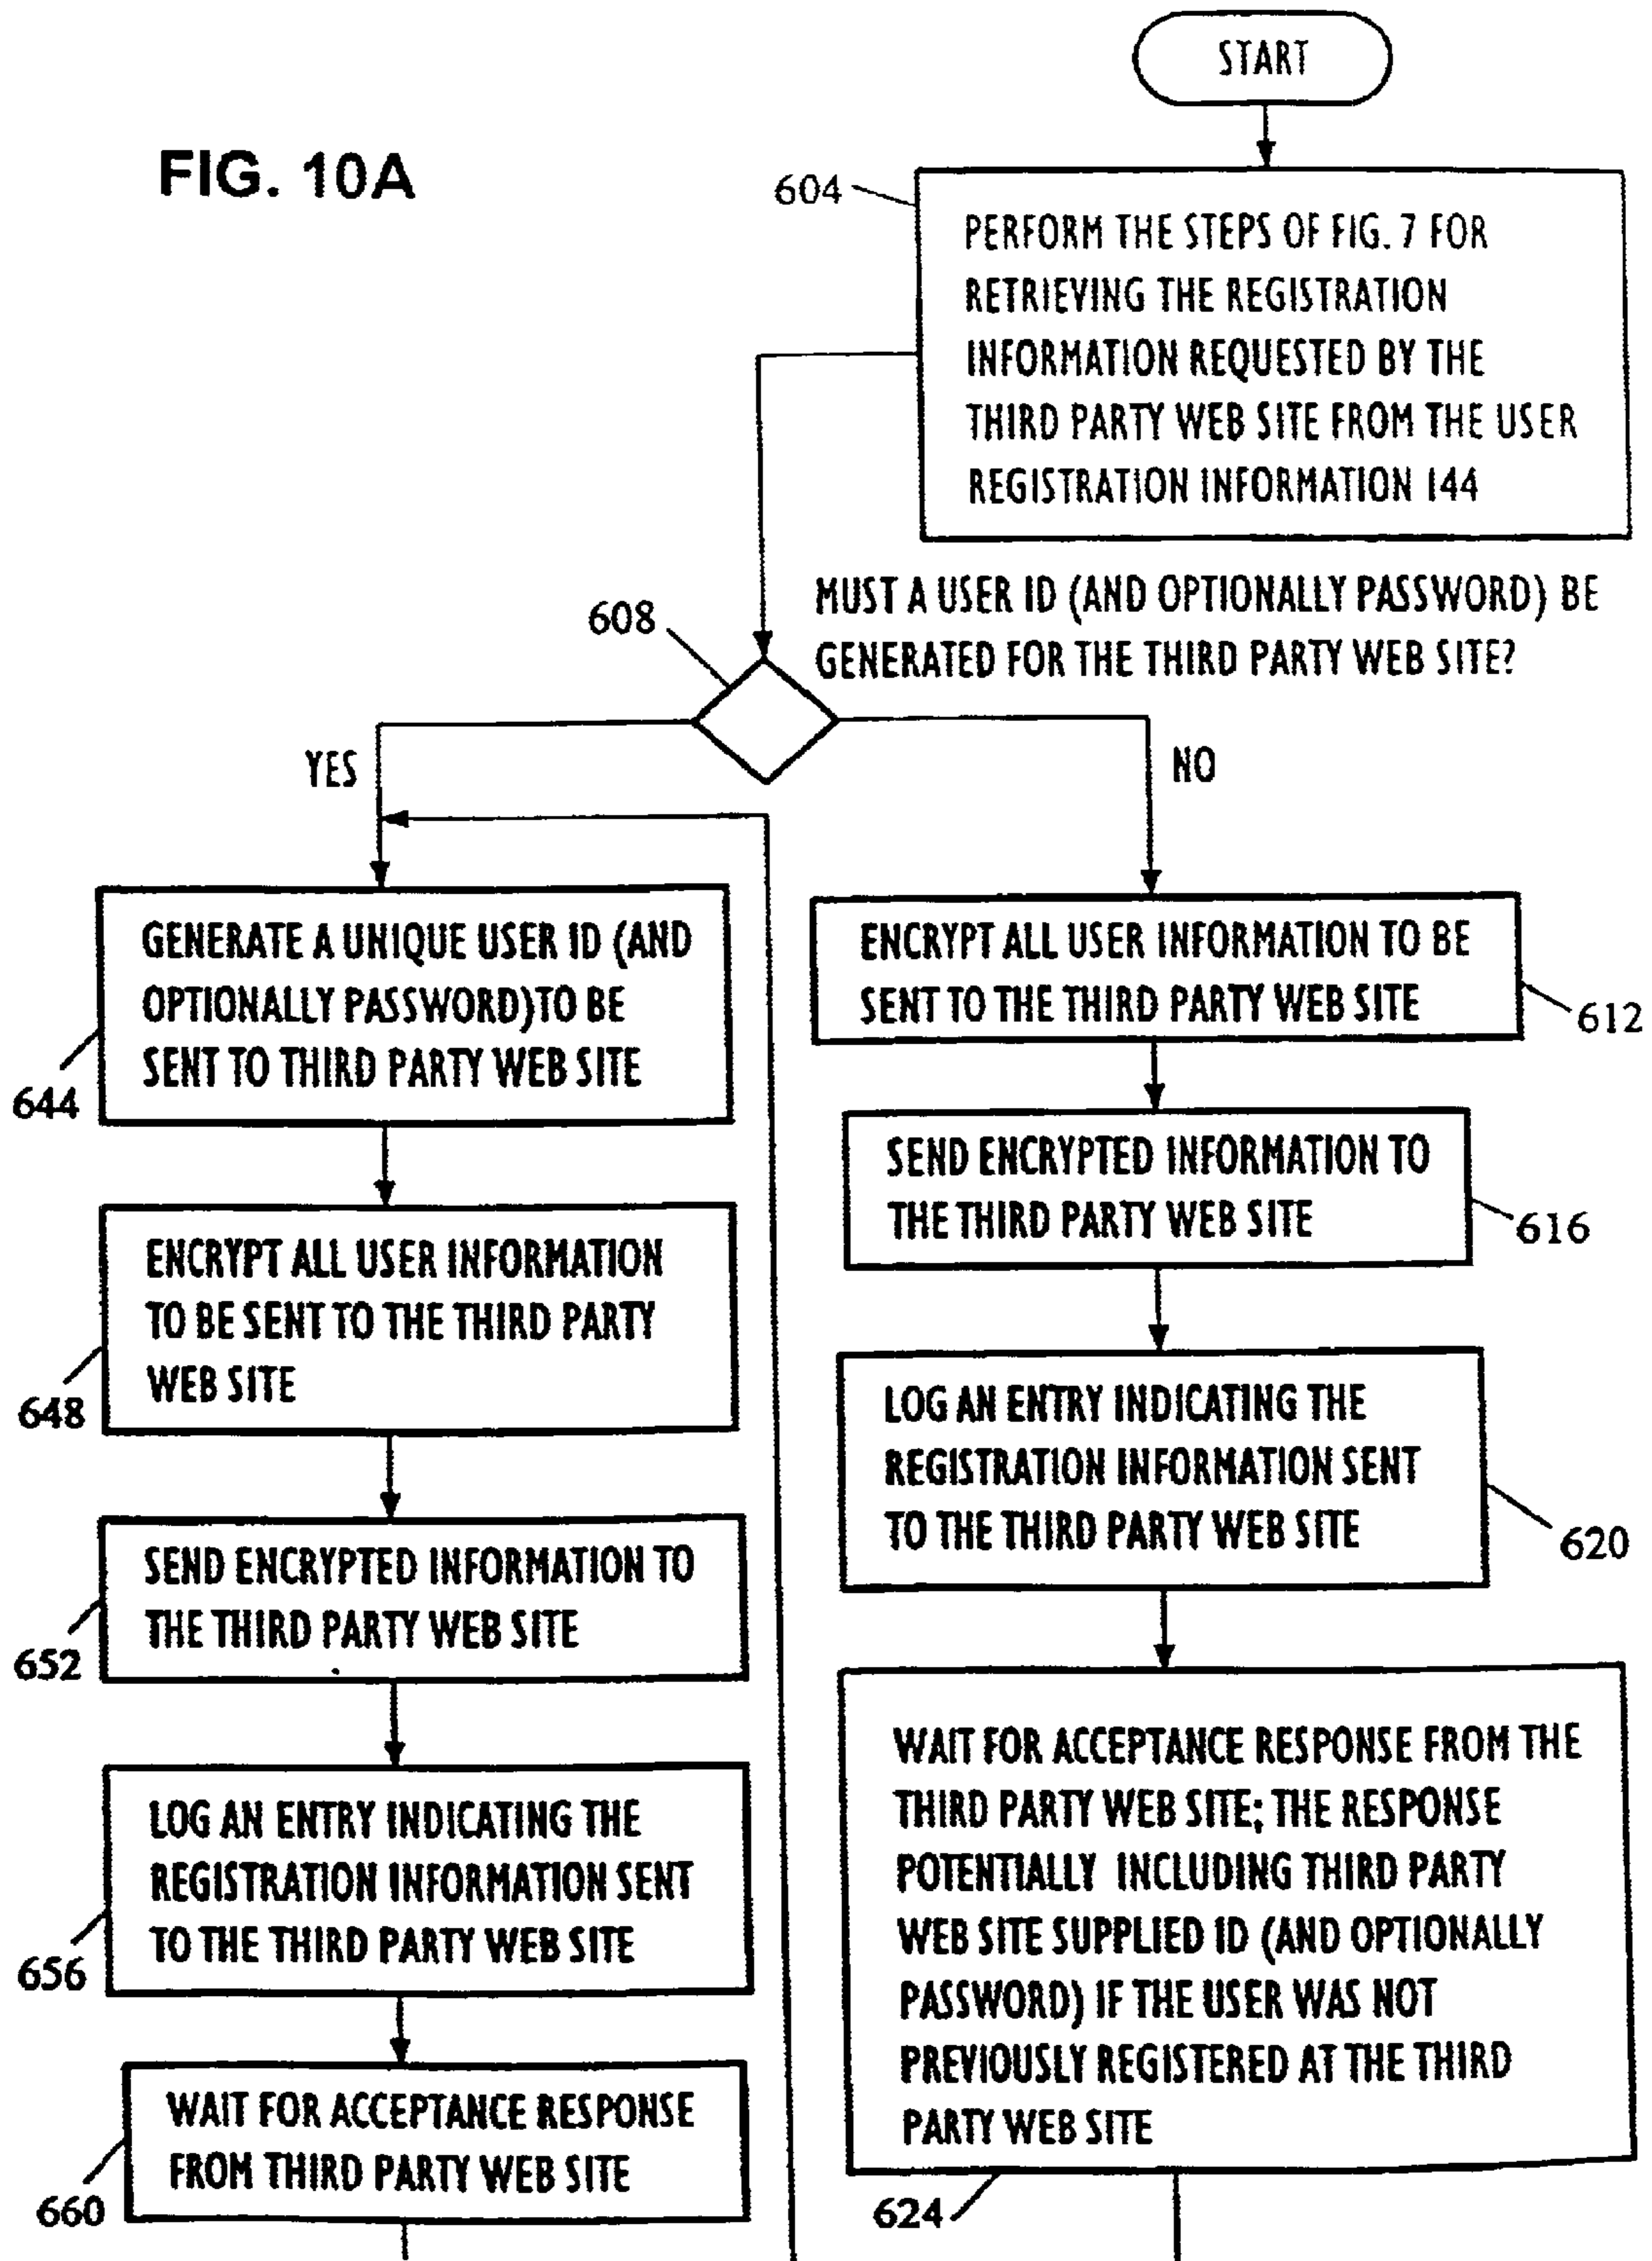 START
FIG. 10A
604
PERFORM THE STEPS OF FIG. 7 FOR
RETRIEVING THE REGISTRATION
INFORMATION REQUESTED BY THE
THIRD PARTY WEB SITE FROM THE USER
REGISTRATION INFORMATION 144
608
MUST A USER ID (AND OPTIONALLY PASSWORD) BE
GENERATED FOR THE THIRD PARTY WEB SITE?
YES
NO
GENERATE A UNIQUE USER ID (AND
OPTIONALLY PASSWORD)TO BE
SENT TO THIRD PARTY WEB SITE
644
ENCRYPT ALL USER INFORMATION
TO BE SENT TO THE THIRD PARTY
WEB SITE
648
SEND ENCRYPTED INFORMATION TO
THE THIRD PARTY WEB SITE
652
LOG AN ENTRY INDICATING THE
REGISTRATION INFORMATION SENT
TO THE THIRD PARTY WEB SITE
656
WAIT FOR ACCEPTANCE RESPONSE
FROM THIRD PARTY WEB SITE
660
ENCRYPT ALL USER INFORMATION TO BE
SENT TO THE THIRD PARTY WEB SITE
612
SEND ENCRYPTED INFORMATION TO
THE THIRD PARTY WEB SITE
616
LOG AN ENTRY INDICATING THE
REGISTRATION INFORMATION SENT
TO THE THIRD PARTY WEB SITE
620
WAIT FOR ACCEPTANCE RESPONSE FROM THE
THIRD PARTY WEB SITE; THE RESPONSE
POTENTIALLY INCLUDING THIRD PARTY
WEB SITE SUPPLIED ID (AND OPTIONALLY
PASSWORD) IF THE USER WAS NOT
PREVIOUSLY REGISTERED AT THE THIRD
PARTY WEB SITE
624